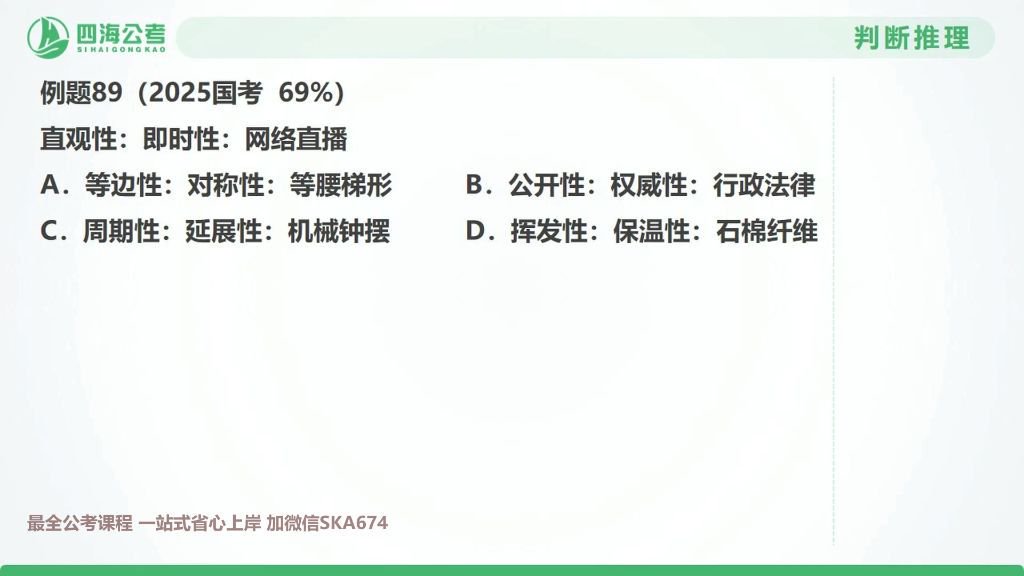 四海公考
SIHAIGONGKAO
判断推理
例题89（2025国考 69%）
直观性：即时性：网络直播
A．等边性：对称性：等腰梯形
B．公开性：权威性：行政法律
C．周期性：延展性：机械钟摆
D．挥发性：保温性：石棉纤维
最全公考课程 一站式省心上岸 加微信SKA674